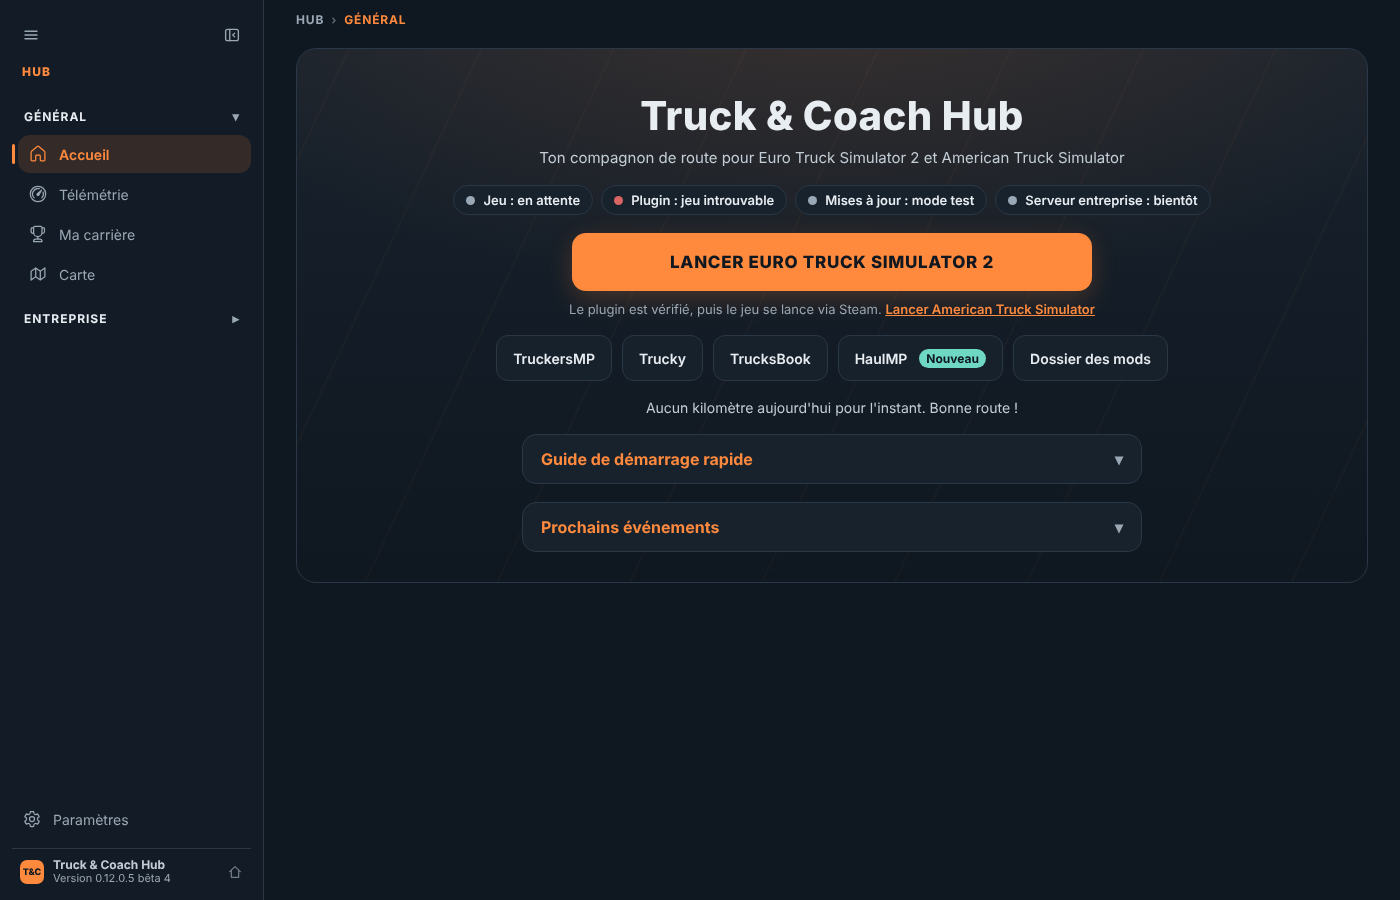 HUB › GÉNÉRAL
HUB
GÉNÉRAL ▾
Accueil
Télémétrie
Ma carrière
Carte
ENTREPRISE ▸
Paramètres
T&C
Truck & Coach Hub
Version 0.12.0.5 bêta 4
Truck & Coach Hub
Ton compagnon de route pour Euro Truck Simulator 2 et American Truck Simulator
Jeu : en attente
Plugin : jeu introuvable
Mises à jour : mode test
Serveur entreprise : bientôt
LANCER EURO TRUCK SIMULATOR 2
Le plugin est vérifié, puis le jeu se lance via Steam. Lancer American Truck Simulator
TruckersMP
Trucky
TrucksBook
HaulMP Nouveau
Dossier des mods
Aucun kilomètre aujourd'hui pour l'instant. Bonne route !
Guide de démarrage rapide ▾
Prochains événements ▾